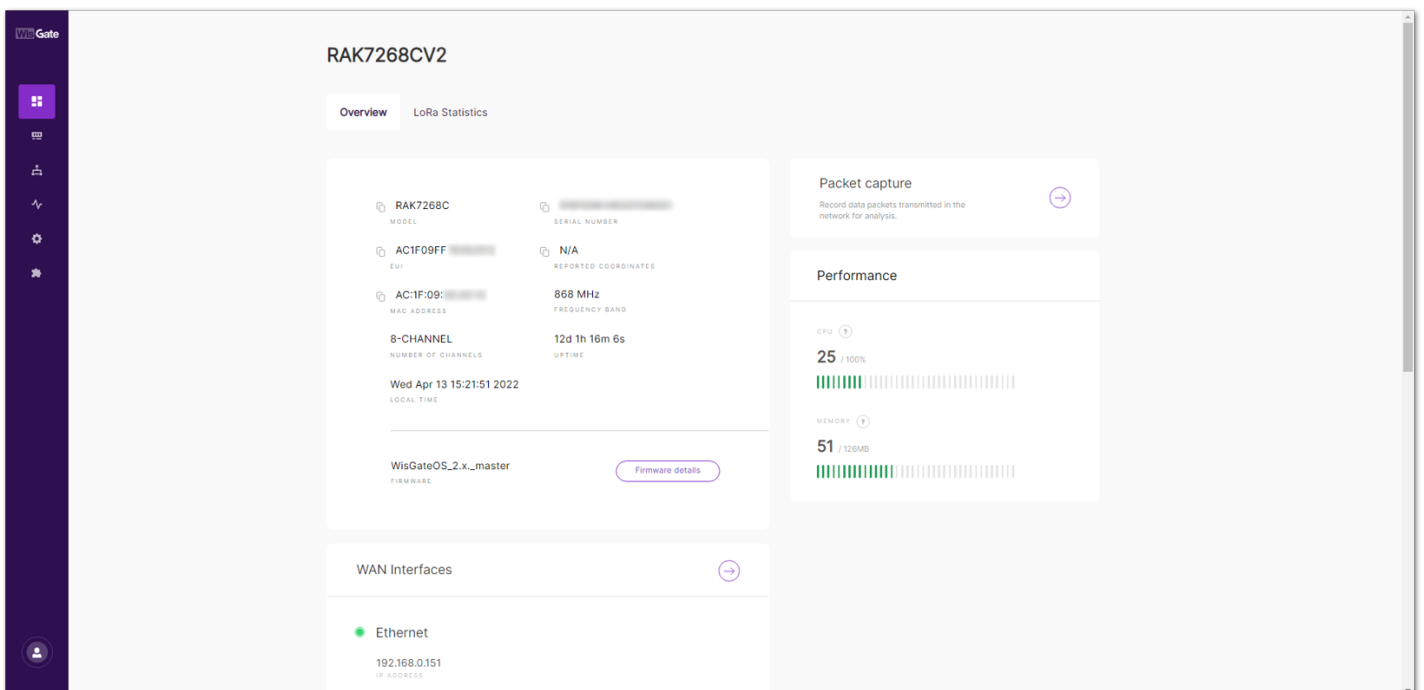 WisGate
RAK7268CV2
Overview
LoRa Statistics
RAK7268C
MODEL
SERIAL NUMBER
AC1F09FF
EUI
N/A
REPORTED COORDINATES
AC:1F:09:
MAC ADDRESS
868 MHz
FREQUENCY BAND
8-CHANNEL
NUMBER OF CHANNELS
12d 1h 16m 6s
UPTIME
Wed Apr 13 15:21:51 2022
LOCAL TIME
WisGateOS_2.x._master
FIRMWARE
Firmware details
WAN Interfaces
Ethernet
192.168.0.151
IP ADDRESS
Packet capture
Record data packets transmitted in the
network for analysis.
Performance
CPU ?
25 / 100%
MEMORY ?
51 / 126MB